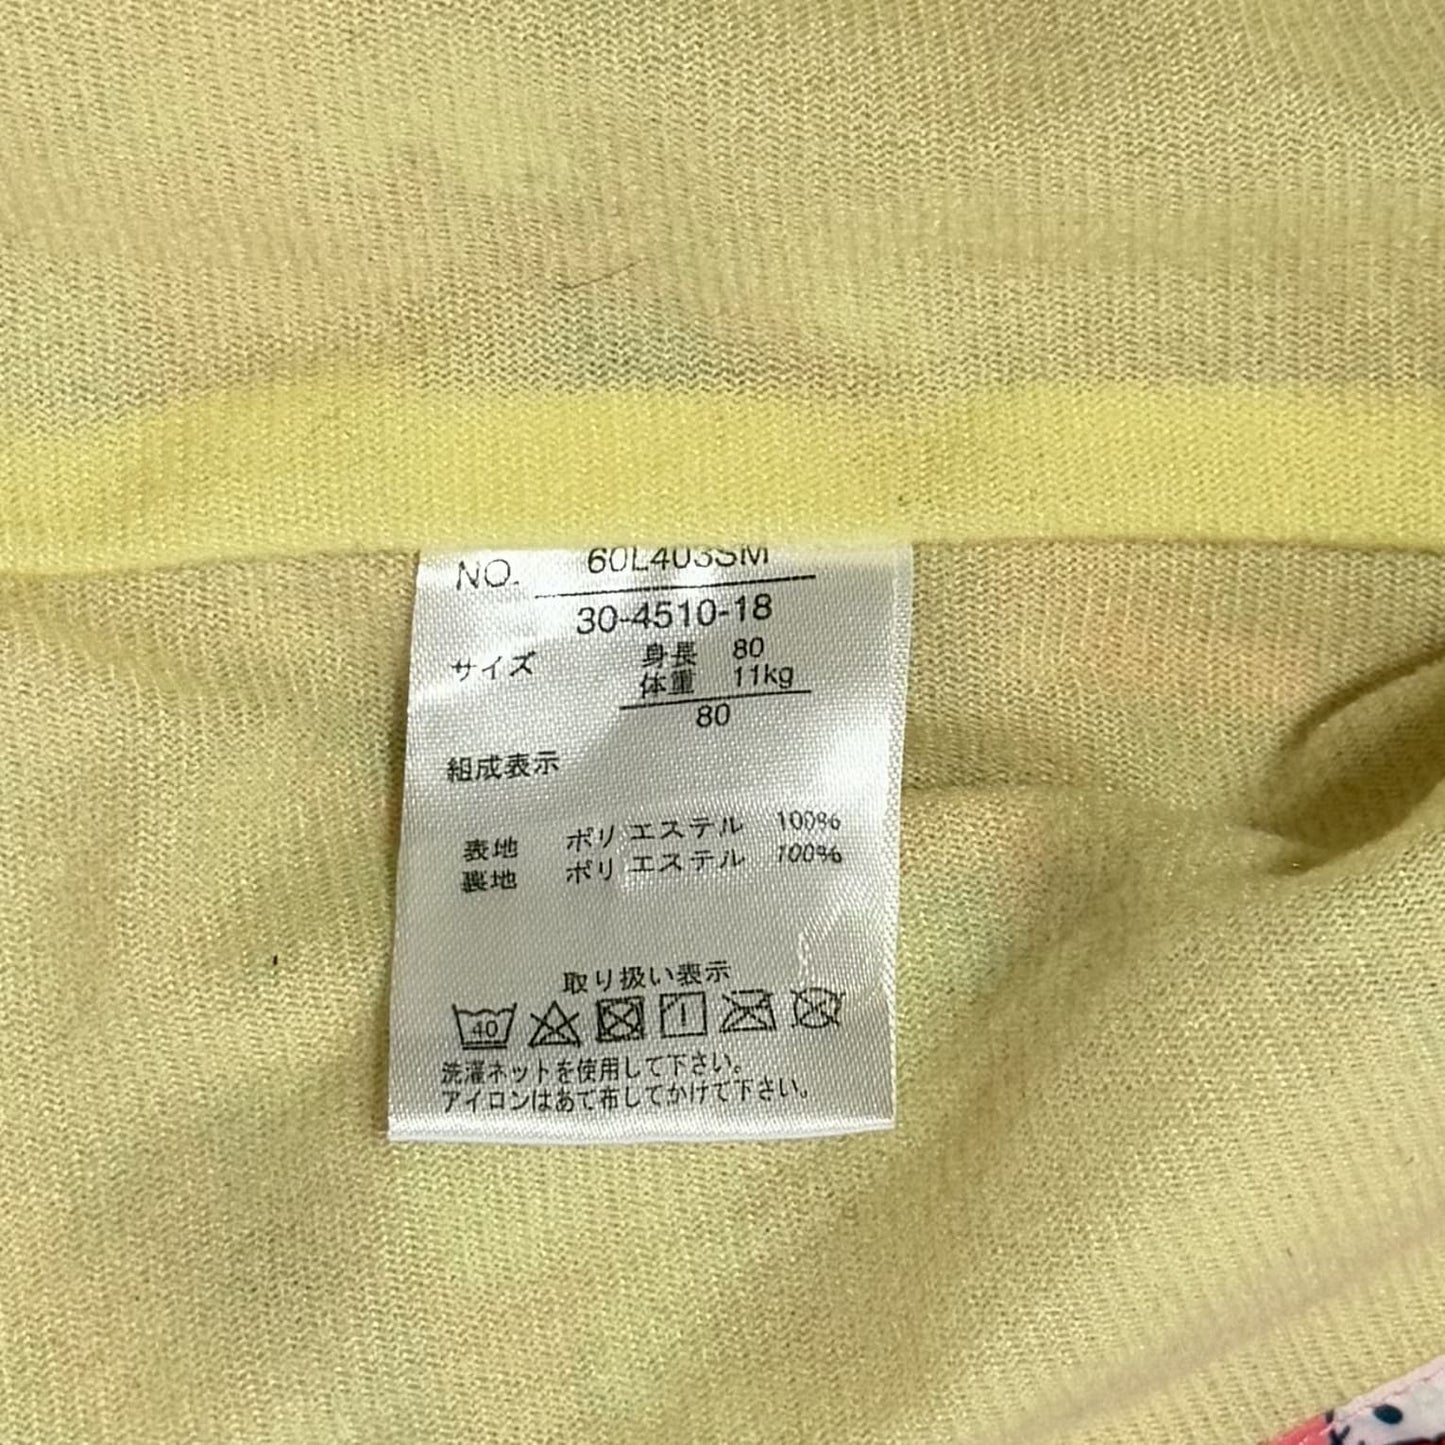 NO. 60L403SM
30-4510-18
サイズ 身長 80
体重 11kg
80
組成表示
表地 ポリエステル 100%
裏地 ポリエステル 100%
取り扱い表示
40
洗濯ネットを使用して下さい。
アイロンはあて布してかけて下さい。